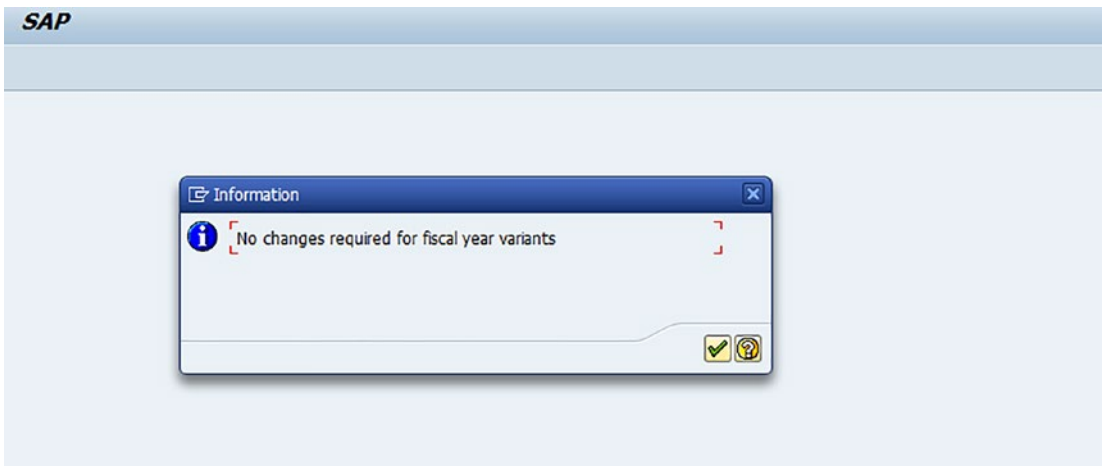 SAP
Information
No changes required for fiscal year variants